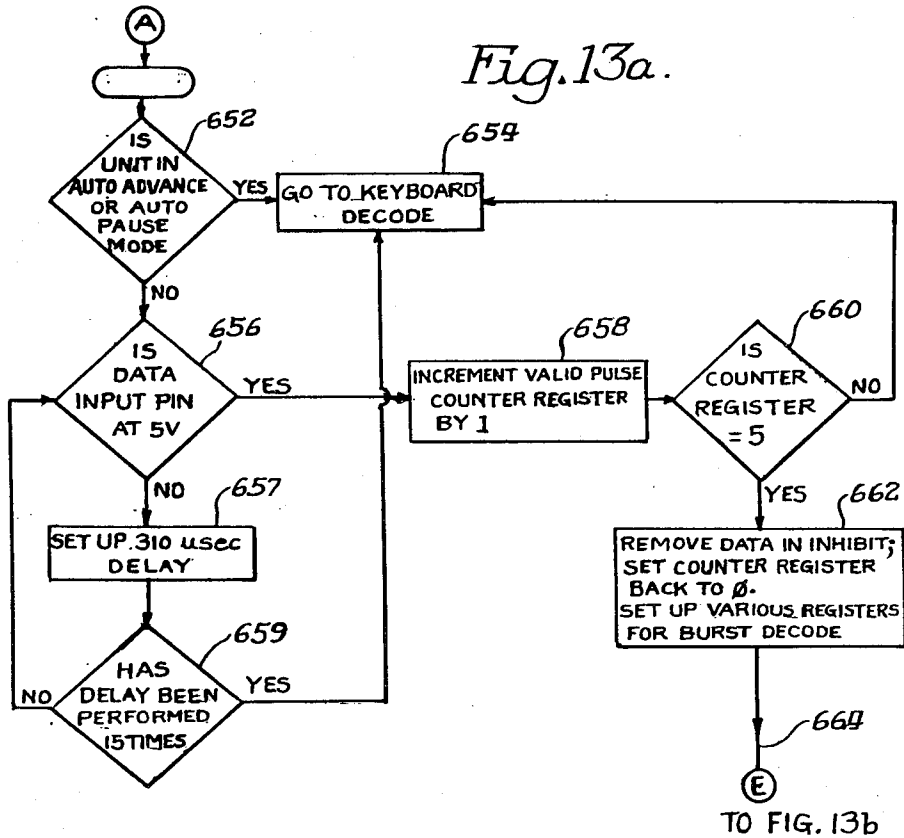 A
Fig. 13a.
652
IS
UNIT IN
AUTO ADVANCE
OR AUTO
PAUSE
MODE
YES
NO
654
GO TO KEYBOARD
DECODE
656
IS
DATA
INPUT PIN
AT 5V
YES
NO
658
INCREMENT VALID PULSE
COUNTER REGISTER
BY 1
660
IS
COUNTER
REGISTER
= 5
NO
YES
657
SET UP 310 usec
DELAY
659
HAS
DELAY BEEN
PERFORMED
15 TIMES
NO
YES
662
REMOVE DATA IN INHIBIT;
SET COUNTER REGISTER
BACK TO Ø.
SET UP VARIOUS REGISTERS
FOR BURST DECODE
664
E
TO FIG. 13b